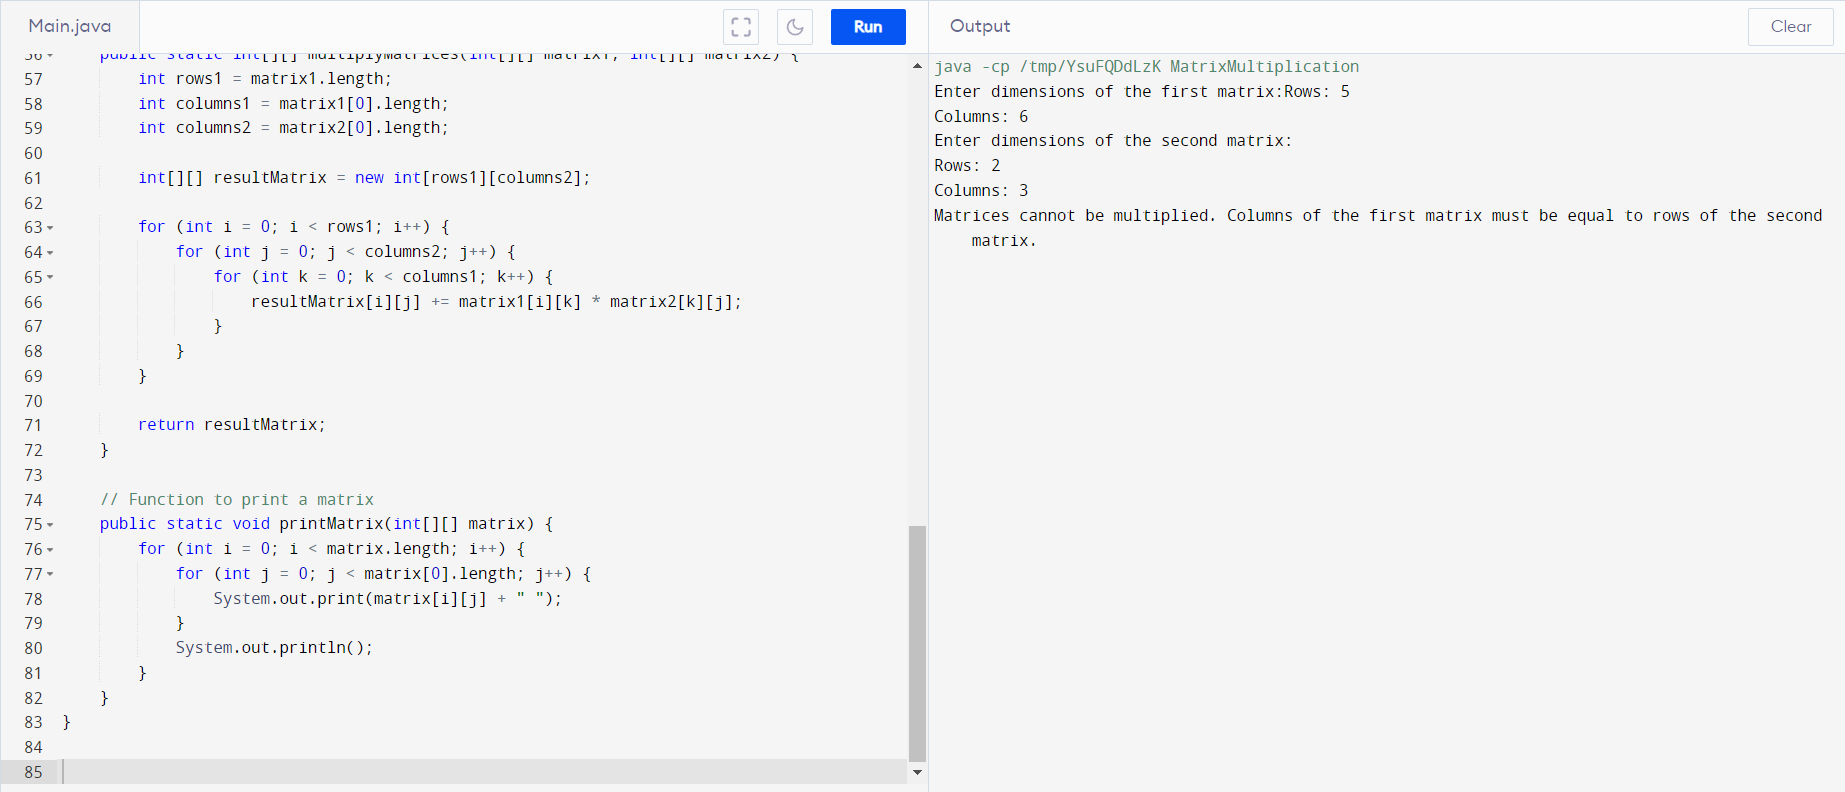 Main.java
Run
Output
Clear
56 public static int[][] multiplyMatrices(int[][] matrix1, int[][] matrix2) {
57 int rows1 = matrix1.length;
58 int columns1 = matrix1[0].length;
59 int columns2 = matrix2[0].length;
60
61 int[][] resultMatrix = new int[rows1][columns2];
62
63 for (int i = 0; i < rows1; i++) {
64 for (int j = 0; j < columns2; j++) {
65 for (int k = 0; k < columns1; k++) {
66 resultMatrix[i][j] += matrix1[i][k] * matrix2[k][j];
67 }
68 }
69 }
70
71 return resultMatrix;
72 }
73
74 // Function to print a matrix
75 public static void printMatrix(int[][] matrix) {
76 for (int i = 0; i < matrix.length; i++) {
77 for (int j = 0; j < matrix[0].length; j++) {
78 System.out.print(matrix[i][j] + " ");
79 }
80 System.out.println();
81 }
82 }
83 }
84
85
java -cp /tmp/YsuFQDdLzK MatrixMultiplication
Enter dimensions of the first matrix:Rows: 5
Columns: 6
Enter dimensions of the second matrix:
Rows: 2
Columns: 3
Matrices cannot be multiplied. Columns of the first matrix must be equal to rows of the second
matrix.